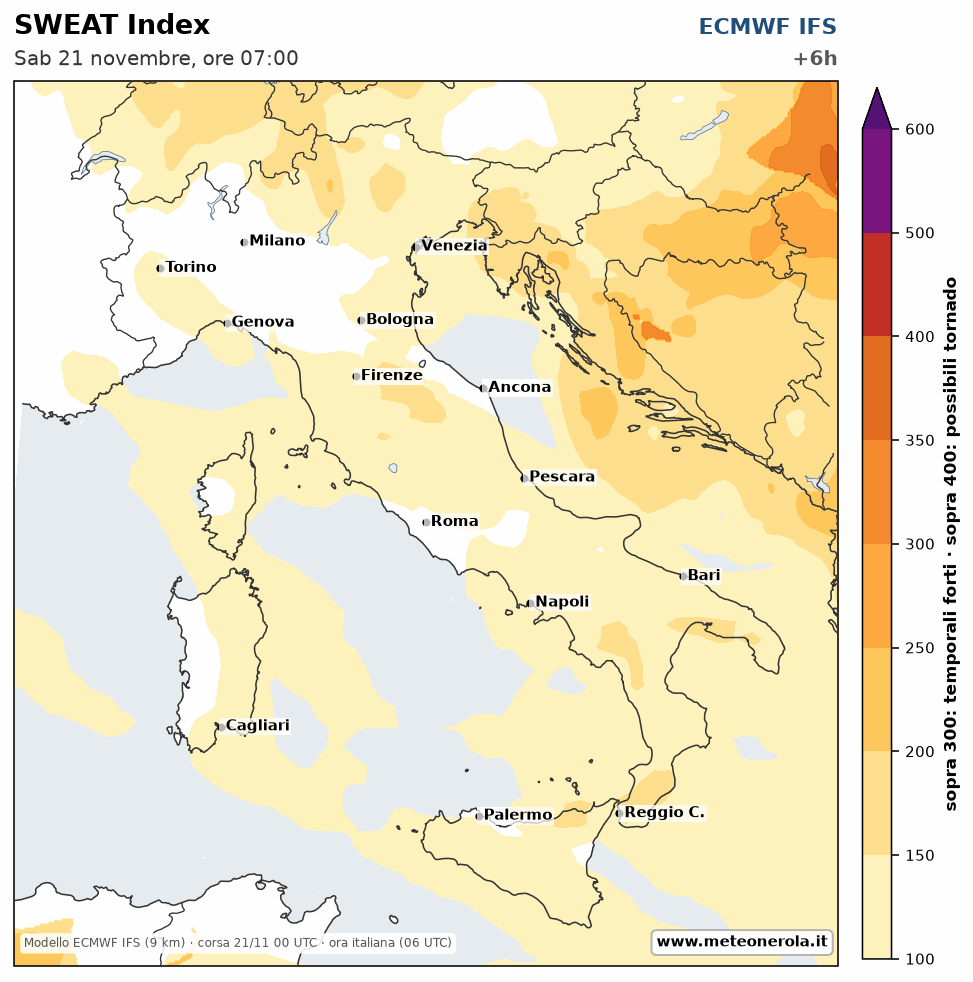 SWEAT Index
ECMWF IFS
Sab 21 novembre, ore 07:00
+6h
Milano
Venezia
Torino
Genova
Bologna
Firenze
Ancona
Pescara
Roma
Bari
Napoli
Cagliari
Palermo
Reggio C.
600
500
400
350
300
250
200
150
100
sopra 300: temporali forti · sopra 400: possibili tornado
Modello ECMWF IFS (9 km) · corsa 21/11 00 UTC · ora italiana (06 UTC)
www.meteonerola.it